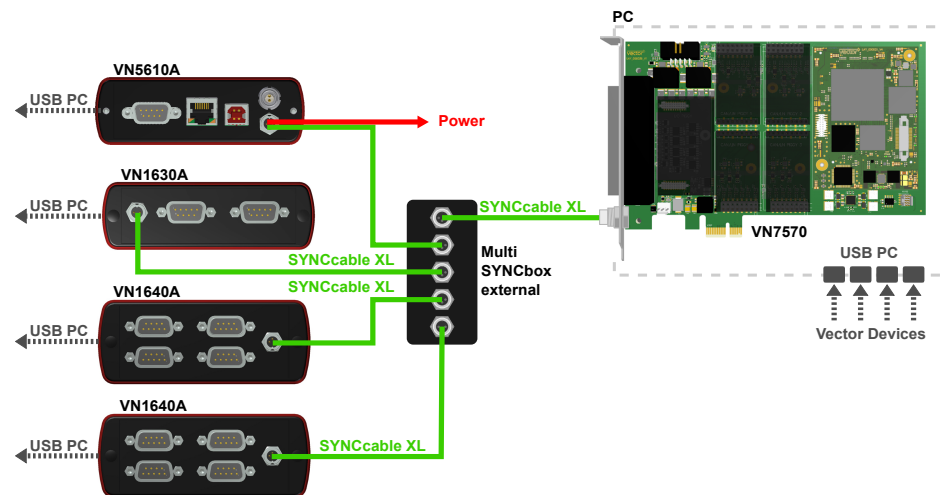 PC
VN5610A
USB PC
Power
VN1630A
USB PC
SYNCcable XL
VN7570
Multi
SYNCbox
external
SYNCcable XL
USB PC
SYNCcable XL
VN1640A
USB PC
Vector Devices
VN1640A
USB PC
SYNCcable XL